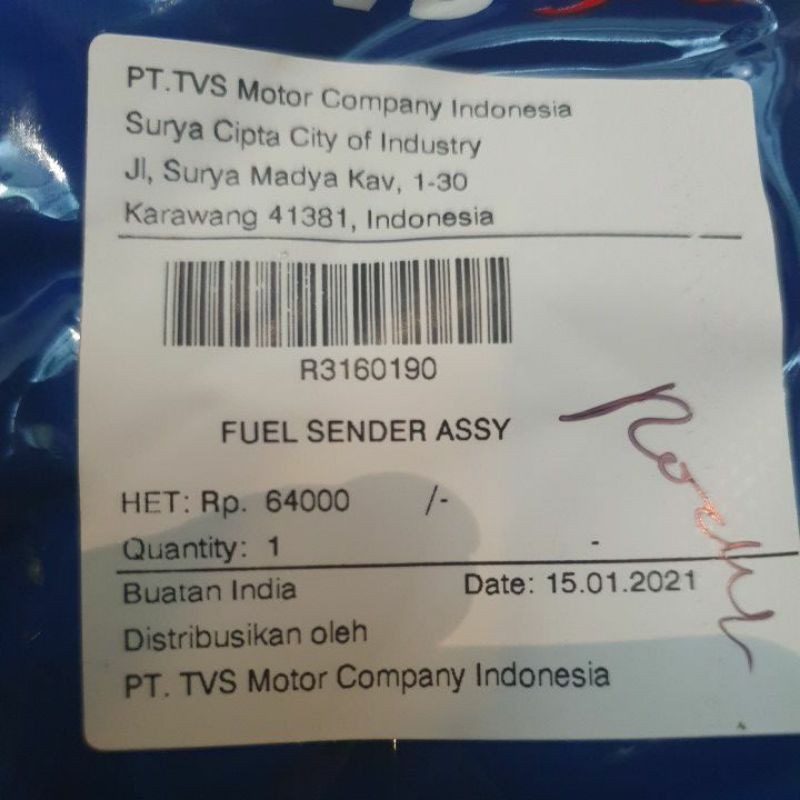 PT.TVS Motor Company Indonesia
Surya Cipta City of Industry
Jl, Surya Madya Kav, 1-30
Karawang 41381, Indonesia
R3160190
FUEL SENDER ASSY
HET: Rp. 64000 /-
Quantity: 1 -
Buatan India Date: 15.01.2021
Distribusikan oleh
PT. TVS Motor Company Indonesia